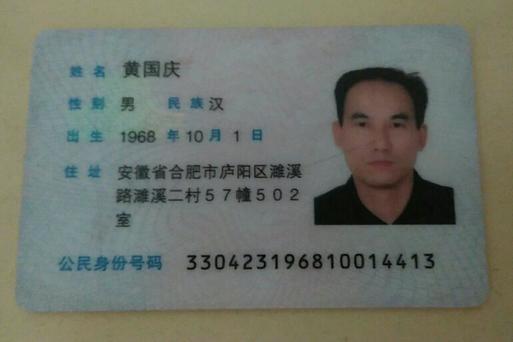 姓名 黄国庆
性别 男 民族 汉
出生 1968 年 10 月 1 日
住址 安徽省合肥市庐阳区濉溪
路濉溪二村57幢502
室
公民身份号码 330423196810014413